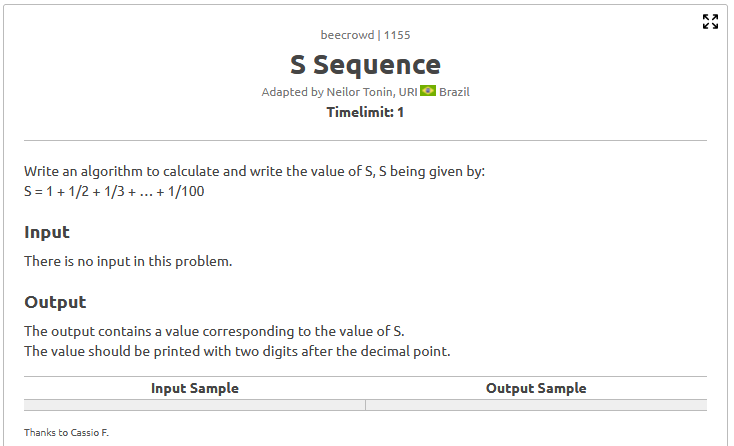 beecrowd | 1155
S Sequence
Adapted by Neilor Tonin, URI Brazil
Timelimit: 1
Write an algorithm to calculate and write the value of S, S being given by:
S = 1 + 1/2 + 1/3 + … + 1/100
Input
There is no input in this problem.
Output
The output contains a value corresponding to the value of S.
The value should be printed with two digits after the decimal point.
Input Sample Output Sample
Thanks to Cassio F.